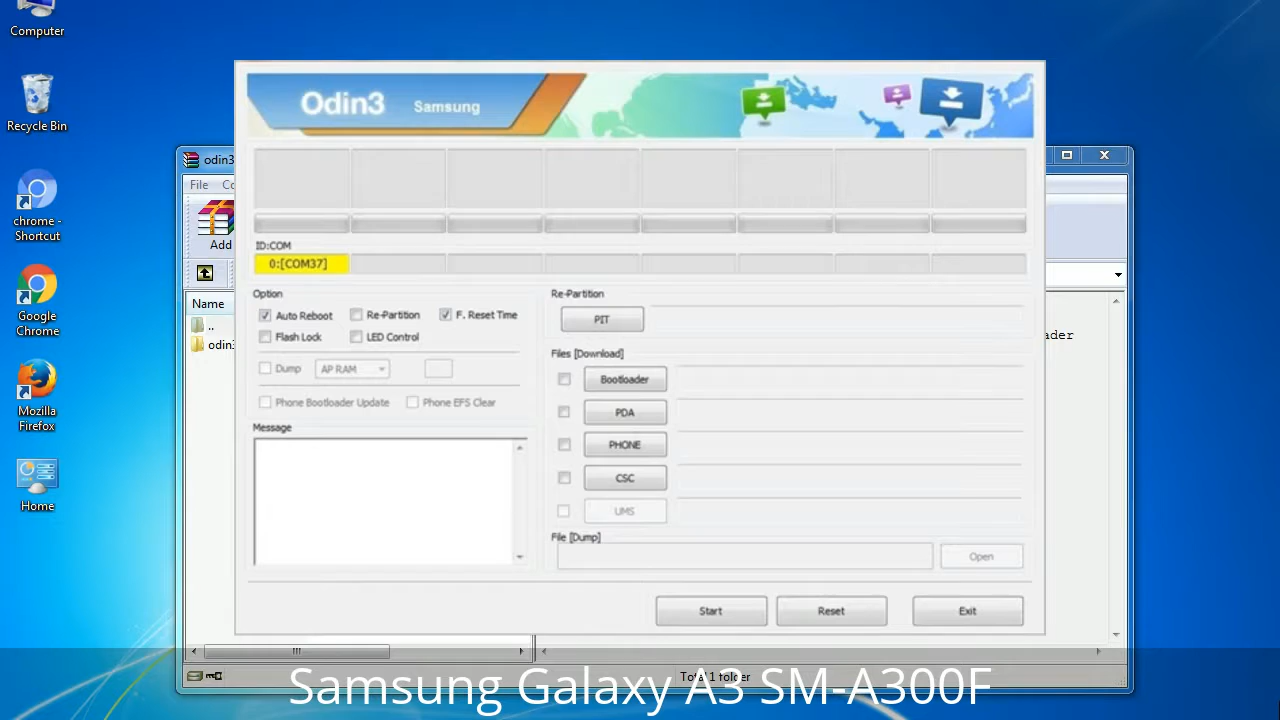 Computer
Recycle Bin
chrome -
Shortcut
Google
Chrome
Mozilla
Firefox
Home
odin3
File
Add
Name
..
odin3
ader
Total 1 folder
Odin3 Samsung
ID:COM
0:[COM37]
Option
Auto Reboot
Re-Partition
F. Reset Time
Flash Lock
LED Control
Dump
AP RAM
Phone Bootloader Update
Phone EFS Clear
Message
Re-Partition
PIT
Files [Download]
Bootloader
PDA
PHONE
CSC
UMS
File [Dump]
Open
Start
Reset
Exit
Samsung Galaxy A3 SM-A300F